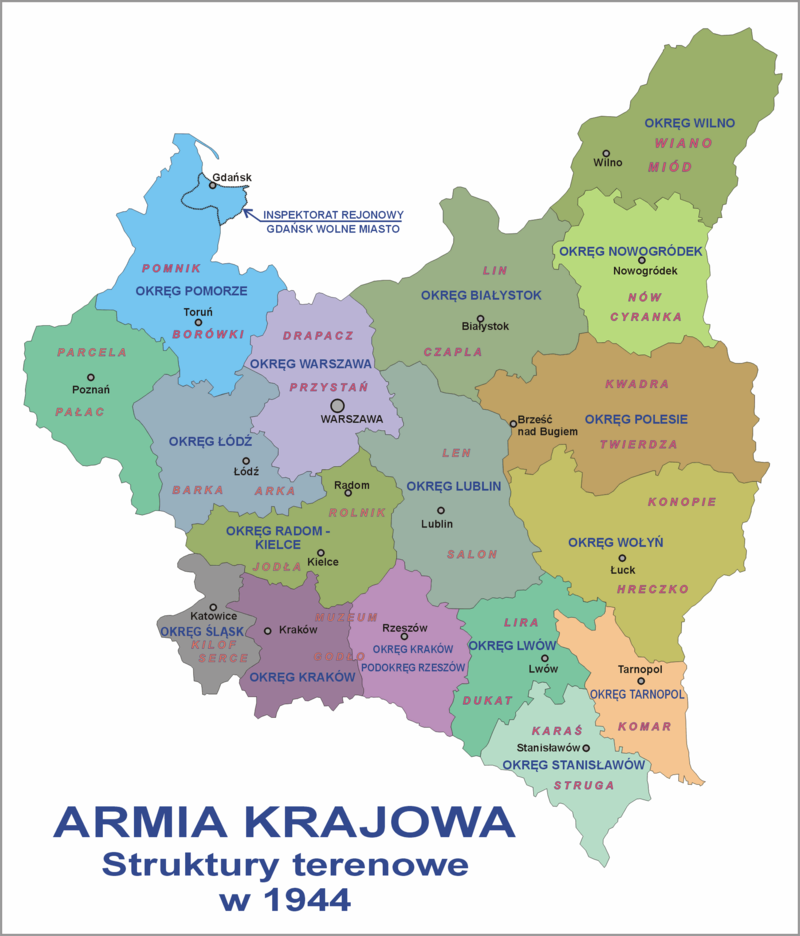 OKRĘG WILNO
WIANO
Wilno
MIÓD
Gdańsk
INSPEKTORAT REJONOWY
GDAŃSK WOLNE MIASTO
OKRĘG NOWOGRÓDEK
Nowogródek
NÓW
CYRANKA
POMNIK
OKRĘG POMORZE
Toruń
BORÓWKI
LIN
OKRĘG BIAŁYSTOK
Białystok
CZAPLA
DRAPACZ
OKRĘG WARSZAWA
PRZYSTAŃ
WARSZAWA
PARCELA
Poznań
PAŁAC
KWADRA
OKRĘG POLESIE
Brześć
nad Bugiem
TWIERDZA
OKRĘG ŁÓDŹ
Łódź
BARKA
ARKA
LEN
OKRĘG LUBLIN
Lublin
SALON
Radom
ROLNIK
OKRĘG RADOM -
KIELCE
Kielce
JODŁA
KONOPIE
OKRĘG WOŁYŃ
Łuck
HRECZKO
Katowice
OKRĘG ŚLĄSK
KILOF
SERCE
MUZEUM
Kraków
GODŁO
OKRĘG KRAKÓW
Rzeszów
OKRĘG KRAKÓW
PODOKRĘG RZESZÓW
LIRA
OKRĘG LWÓW
Lwów
DUKAT
Tarnopol
OKRĘG TARNOPOL
KOMAR
KARAŚ
Stanisławów
OKRĘG STANISŁAWÓW
STRUGA
ARMIA KRAJOWA
Struktury terenowe
w 1944